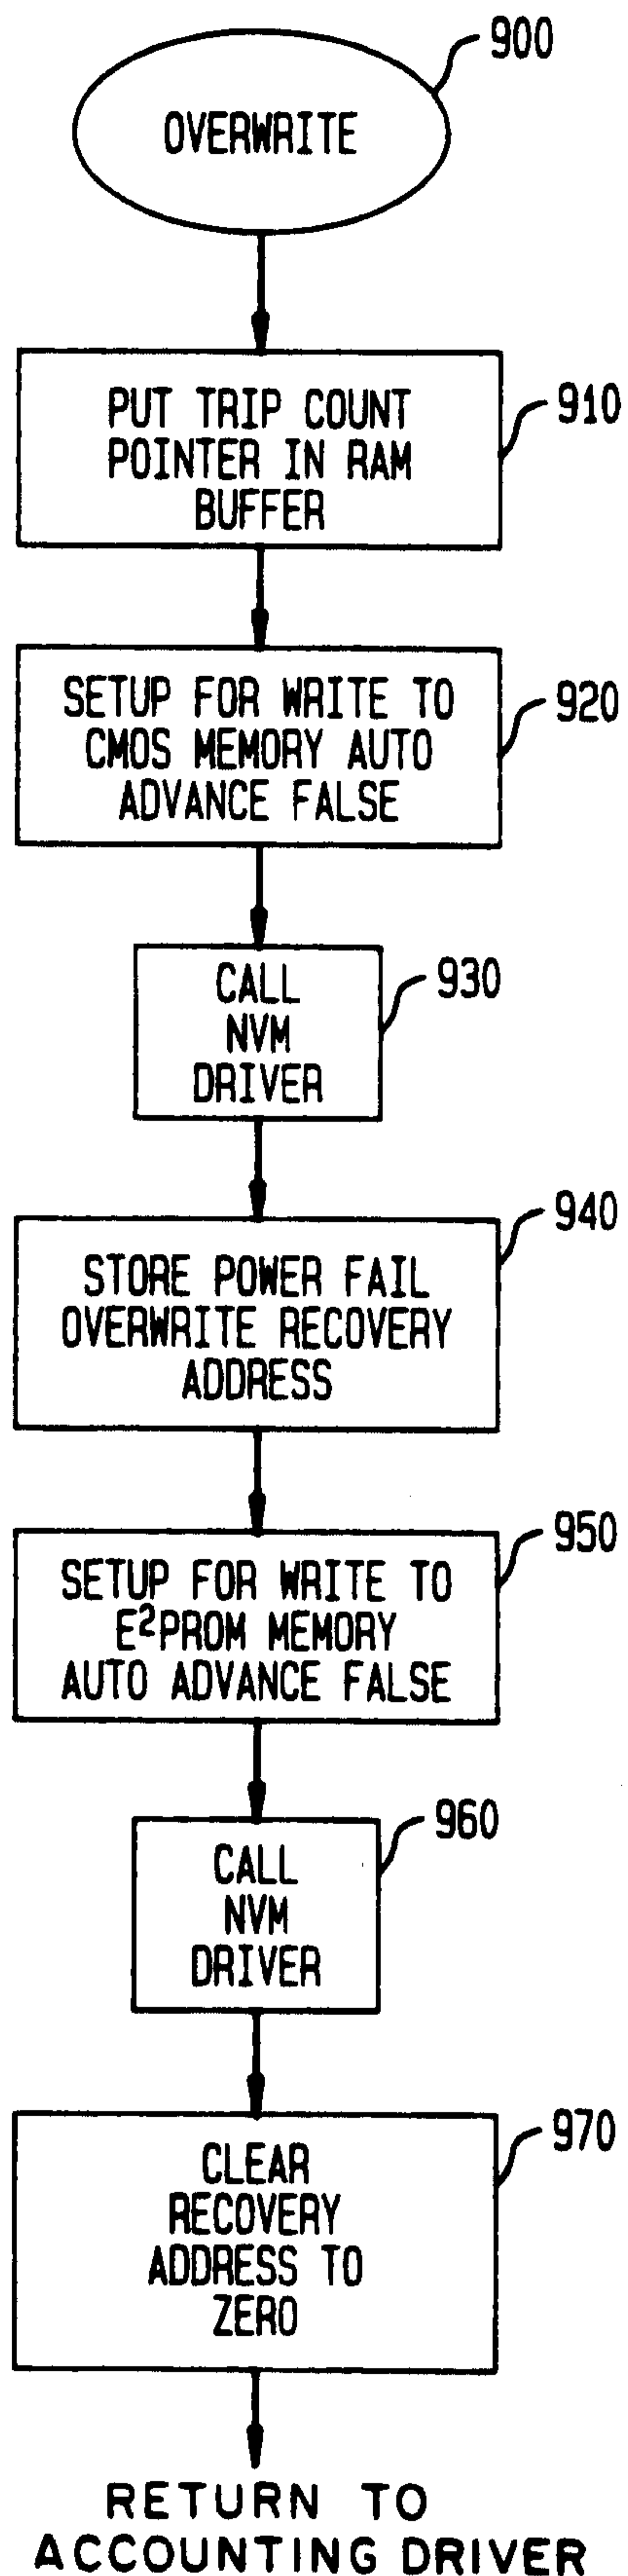 900
OVERWRITE
910
PUT TRIP COUNT
POINTER IN RAM
BUFFER
920
SETUP FOR WRITE TO
CMOS MEMORY AUTO
ADVANCE FALSE
930
CALL
NVM
DRIVER
940
STORE POWER FAIL
OVERWRITE RECOVERY
ADDRESS
950
SETUP FOR WRITE TO
E²PROM MEMORY
AUTO ADVANCE FALSE
960
CALL
NVM
DRIVER
970
CLEAR
RECOVERY
ADDRESS TO
ZERO
RETURN TO
ACCOUNTING DRIVER